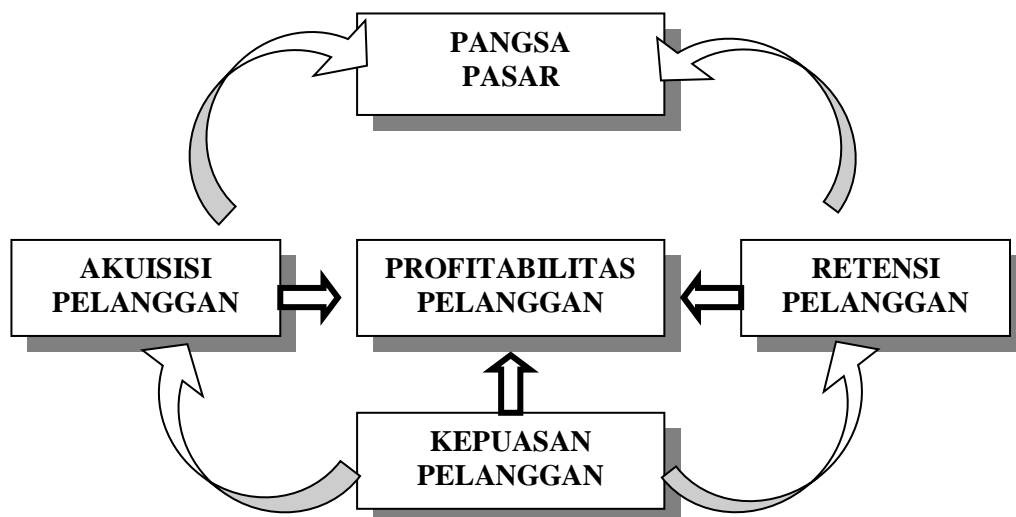 PANGSA
PASAR
AKUISISI
PELANGGAN
PROFITABILITAS
PELANGGAN
RETENSI
PELANGGAN
KEPUASAN
PELANGGAN